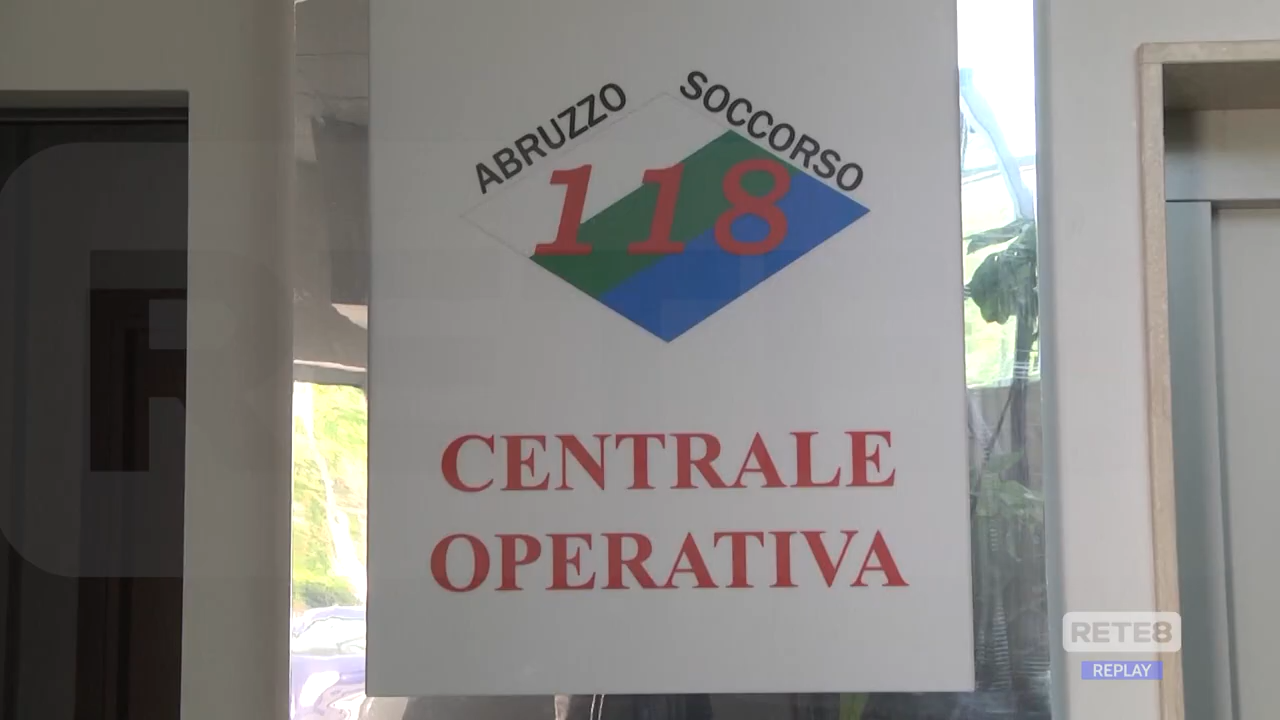 ABRUZZO SOCCORSO
118
CENTRALE
OPERATIVA
RETE8
REPLAY